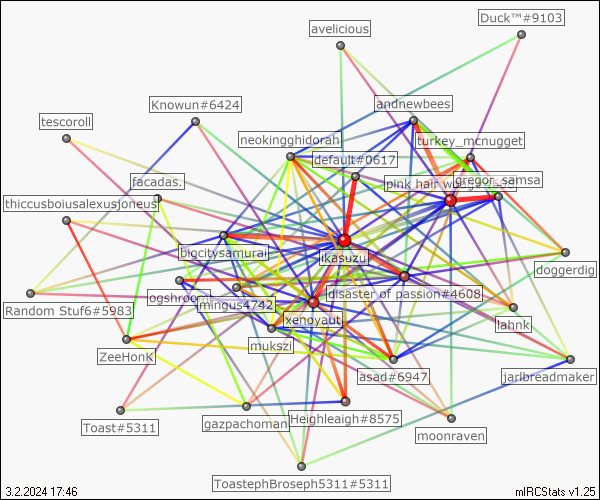 Duck™#9103
avelicious
Knowun#6424
andnewbees
tescoroll
neokingghidorah
turkey_mcnugget
default#0617
facadas.
pink hair w
gregor_samsa
thiccusboiusalexusjoneus
bigcitysamurai
ikasuzu
doggerdig
ogshroom
mingus4742
disaster of passion#4608
Random Stuf6#5983
lxenoyaut
lahnk
mukszi
ZeeHonK
asad#6947
jarlbreadmaker
Toast#5311
gazpachoman
Heighleaigh#8575
moonraven
ToastephBroseph5311#5311
3.2.2024 17:46
mIRCStats v1.25